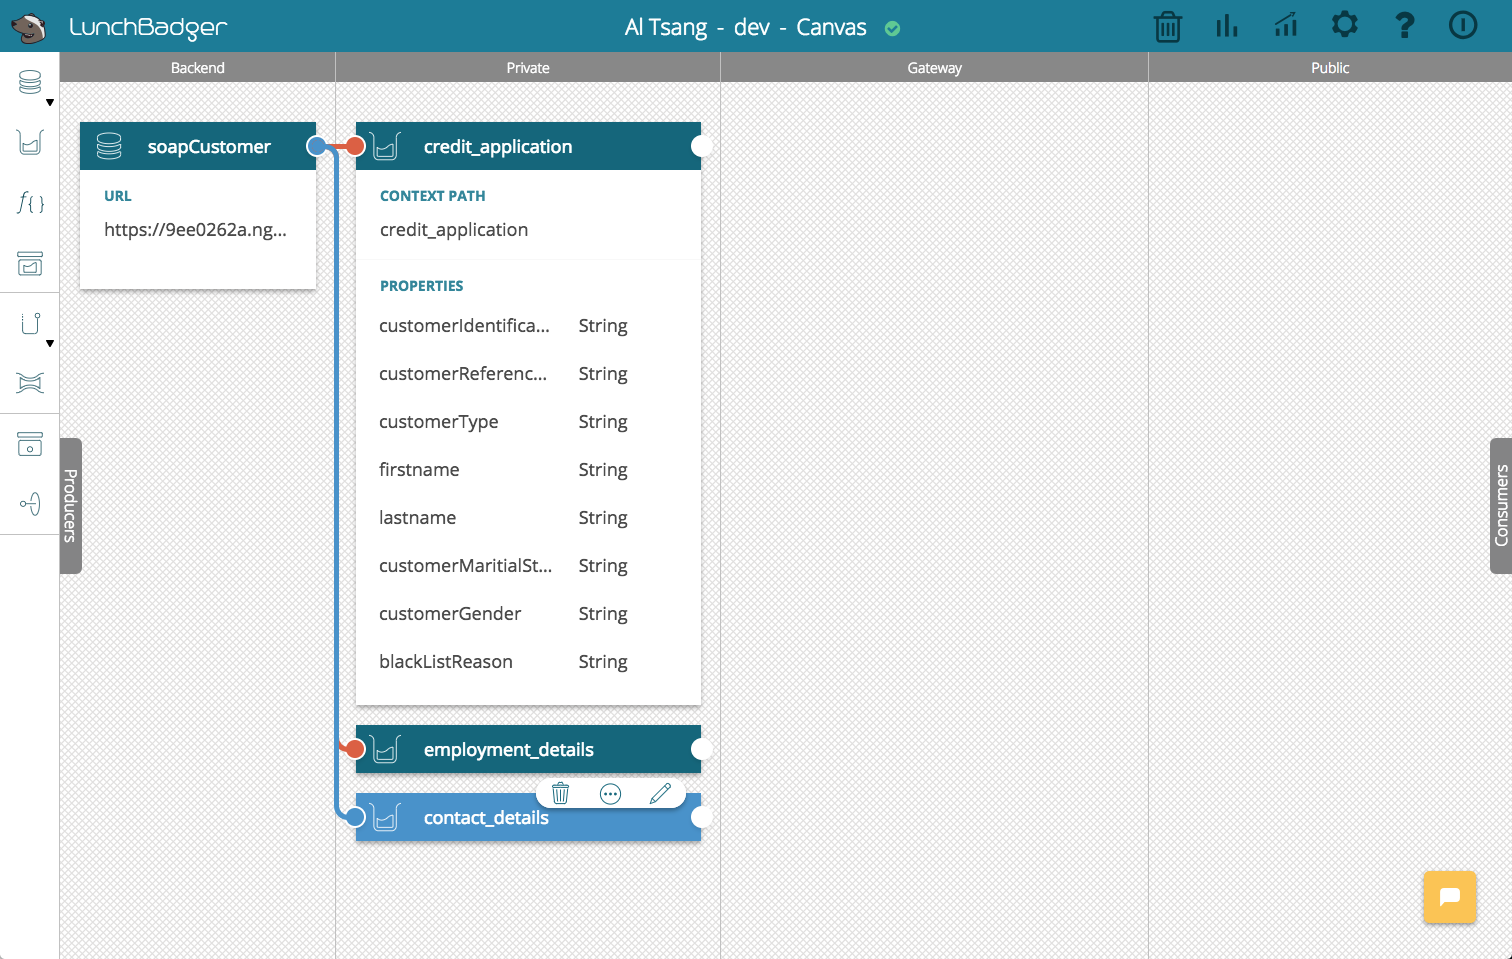 LunchBadger
Al Tsang - dev - Canvas
Backend
Private
Gateway
Public
soapCustomer
URL
https://9ee0262a.ng...
credit_application
CONTEXT PATH
credit_application
PROPERTIES
customerIdentifica... String
customerReferenc... String
customerType String
firstname String
lastname String
customerMaritialSt... String
customerGender String
blackListReason String
employment_details
contact_details
f{}
Producers
Consumers